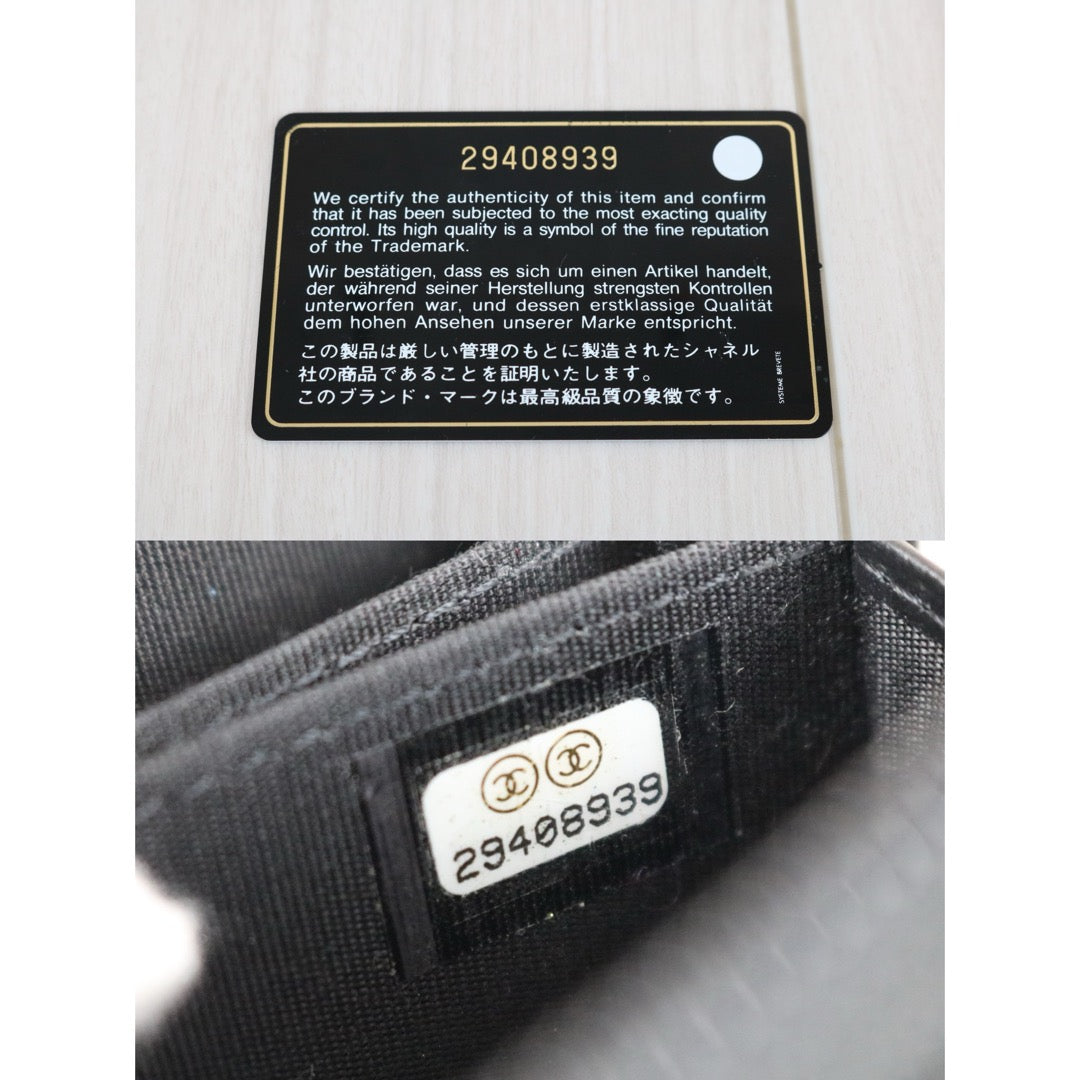 29408939
We certify the authenticity of this item and confirm
that it has been subjected to the most exacting quality
control. Its high quality is a symbol of the fine reputation
of the Trademark.
Wir bestätigen, dass es sich um einen Artikel handelt,
der während seiner Herstellung strengsten Kontrollen
unterworfen war, und dessen erstklassige Qualität
dem hohen Ansehen unserer Marke entspricht.
この製品は厳しい管理のもとに製造されたシャネル
社の商品であることを証明いたします。
このブランド・マークは最高級品質の象徴です。
SYSTEME BREVETE
29408939